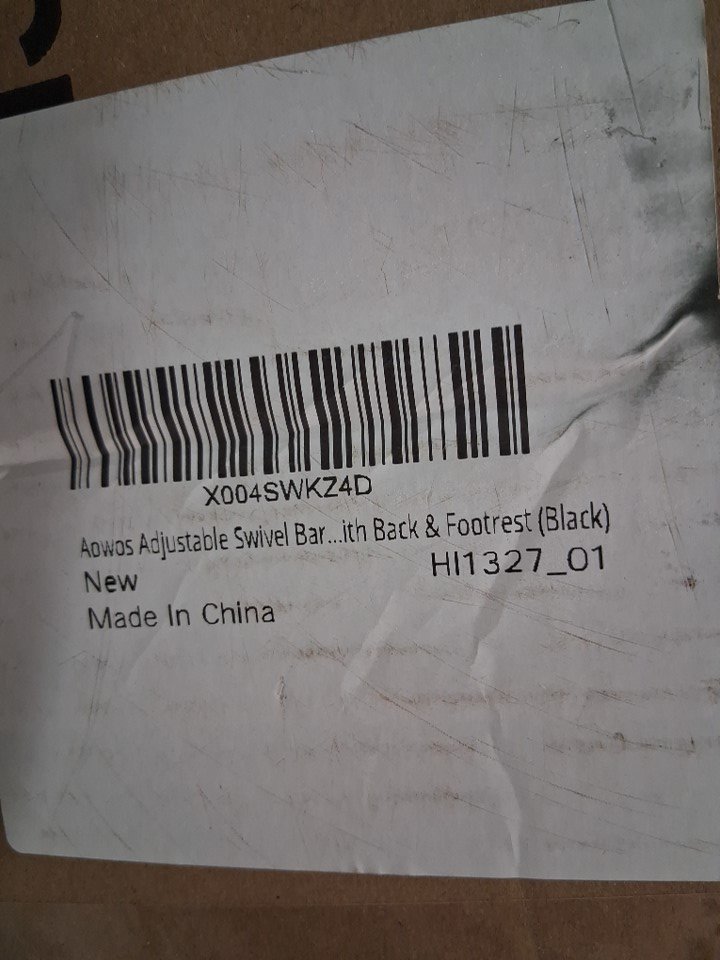 X004SWKZ4D
Aowos Adjustable Swivel Bar...ith Back & Footrest (Black)
New
HI1327_01
Made In China